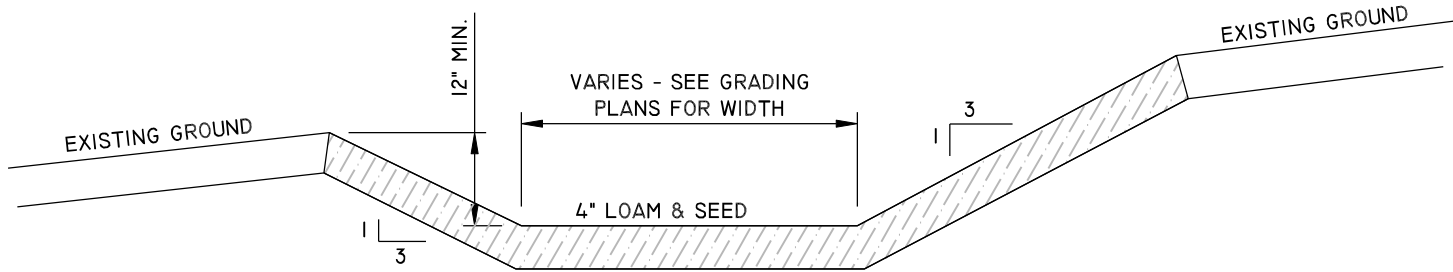 EXISTING GROUND
12" MIN.
VARIES - SEE GRADING
PLANS FOR WIDTH
3
1
EXISTING GROUND
4" LOAM & SEED
1
3